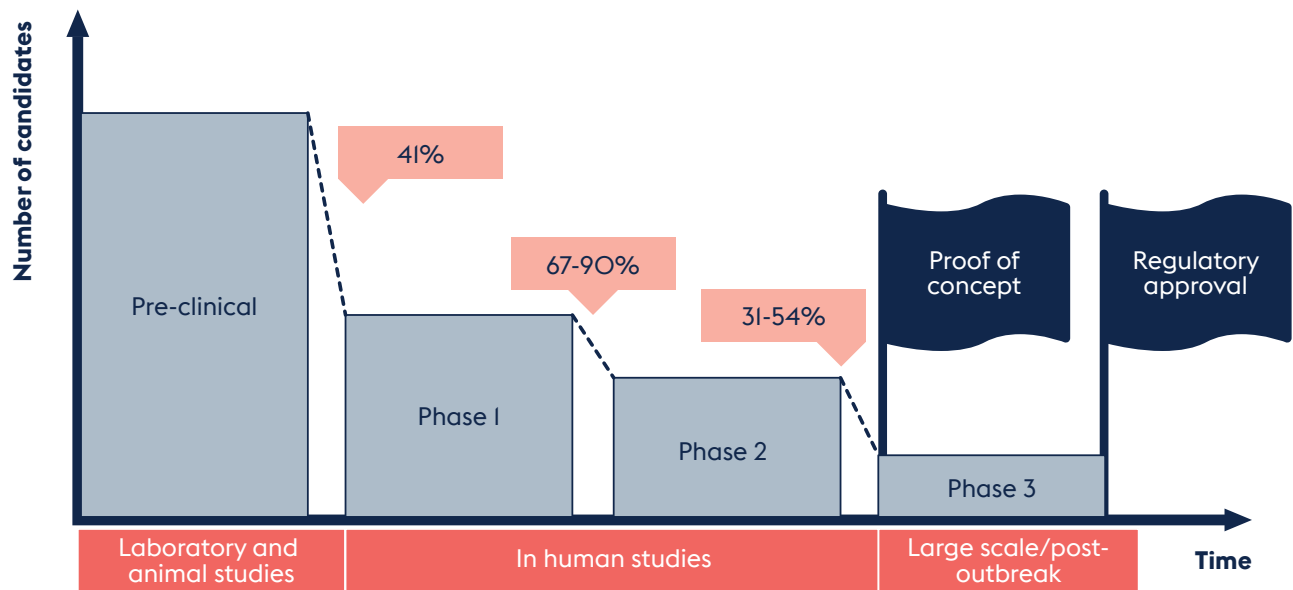 Number of candidates
41%
67-90%
31-54%
Proof of
concept
Regulatory
approval
Pre-clinical
Phase 1
Phase 2
Phase 3
Laboratory and
animal studies
In human studies
Large scale/post-
outbreak
Time